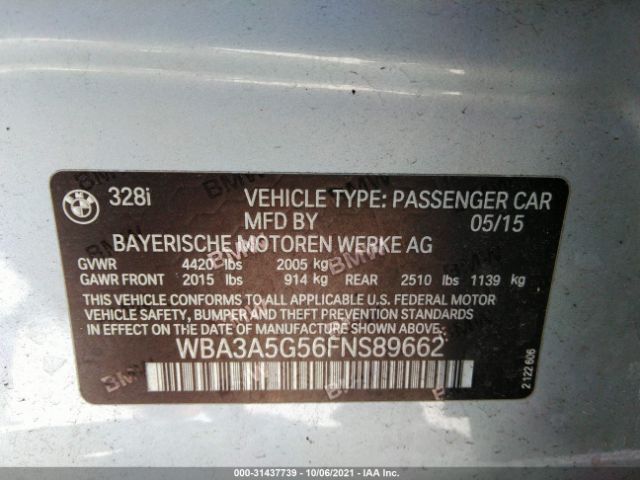 BMW 328i VEHICLE TYPE: PASSENGER CAR
MFD BY 05/15
BAYERISCHE MOTOREN WERKE AG
GVWR 4420 lbs 2005 kg
GAWR FRONT 2015 lbs 914 kg REAR 2510 lbs 1139 kg
THIS VEHICLE CONFORMS TO ALL APPLICABLE U.S. FEDERAL MOTOR
VEHICLE SAFETY, BUMPER, AND THEFT PREVENTION STANDARDS
IN EFFECT ON THE DATE OF MANUFACTURE SHOWN ABOVE.
WBA3A5G56FNS89662
2 122 606
000-31437739 - 10/06/2021 - IAA Inc.